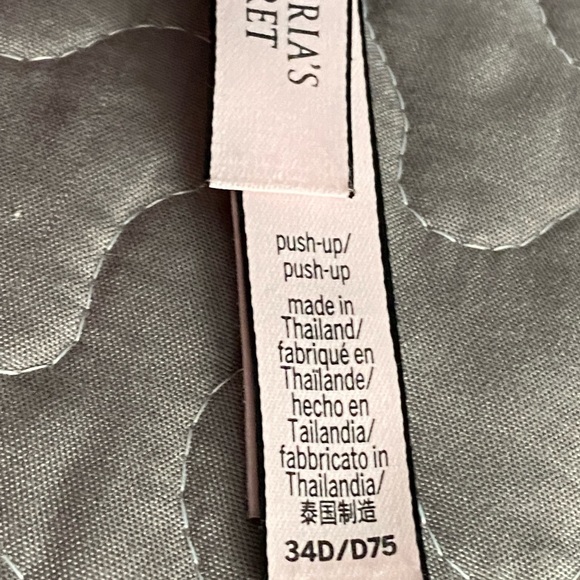 RIA'S
RET
push-up/
push-up
made in
Thailand/
fabriqué en
Thaïlande/
hecho en
Tailandia/
fabbricato in
Thailandia/
泰国制造
34D/D75